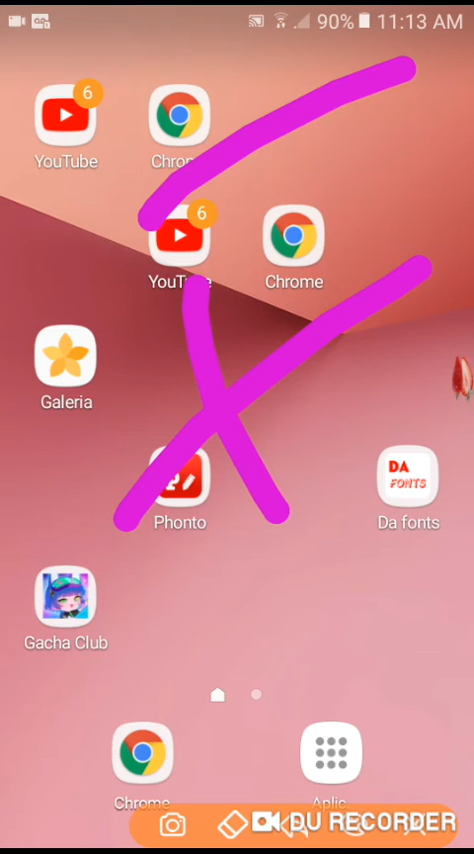 90% 11:13 AM
6
YouTube
Chrome
6
YouTube Chrome
Galeria
DA
FONTS
Phonto
Da fonts
Gacha Club
Chrome
Aplic.
DU RECORDER